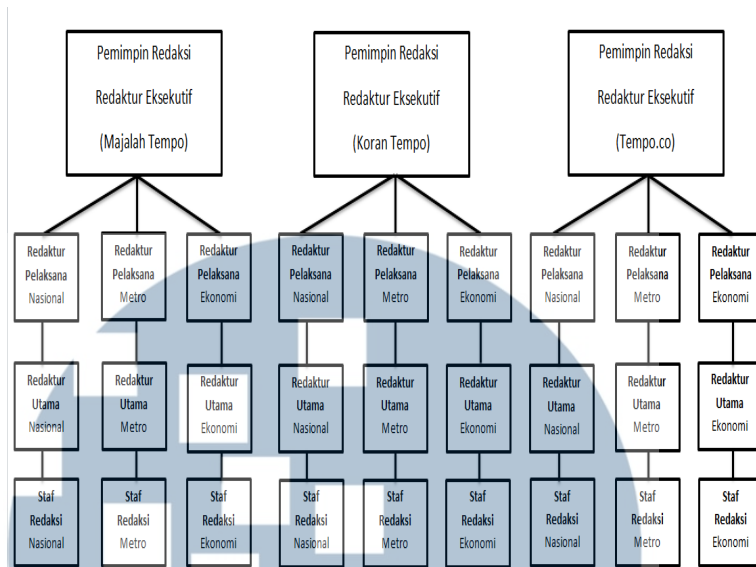 Pemimpin Redaksi
Redaktur Eksekutif
(Majalah Tempo)
Pemimpin Redaksi
Redaktur Eksekutif
(Koran Tempo)
Pemimpin Redaksi
Redaktur Eksekutif
(Tempo.co)
Redaktur
Pelaksana
Nasional
Redaktur
Pelaksana
Metro
Redaktur
Pelaksana
Ekonomi
Redaktur
Pelaksana
Nasional
Redaktur
Pelaksana
Metro
Redaktur
Pelaksana
Ekonomi
Redaktur
Pelaksana
Nasional
Redaktur
Pelaksana
Metro
Redaktur
Pelaksana
Ekonomi
Redaktur
Utama
Nasional
Redaktur
Utama
Metro
Redaktur
Utama
Ekonomi
Redaktur
Utama
Nasional
Redaktur
Utama
Metro
Redaktur
Utama
Ekonomi
Redaktur
Utama
Nasional
Redaktur
Utama
Metro
Redaktur
Utama
Ekonomi
Staf
Redaksi
Nasional
Staf
Redaksi
Metro
Staf
Redaksi
Ekonomi
Staf
Redaksi
Nasional
Staf
Redaksi
Metro
Staf
Redaksi
Ekonomi
Staf
Redaksi
Nasional
Staf
Redaksi
Metro
Staf
Redaksi
Ekonomi